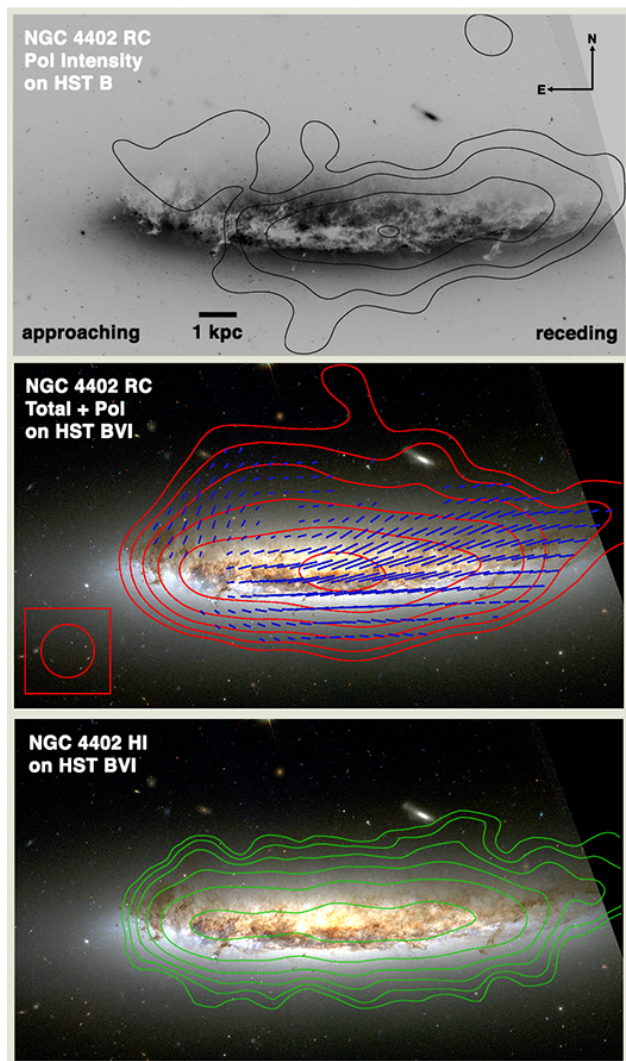 NGC 4402 RC
Pol Intensity
on HST B
N
E
approaching
1 kpc
receding
NGC 4402 RC
Total + Pol
on HST BVI
NGC 4402 HI
on HST BVI